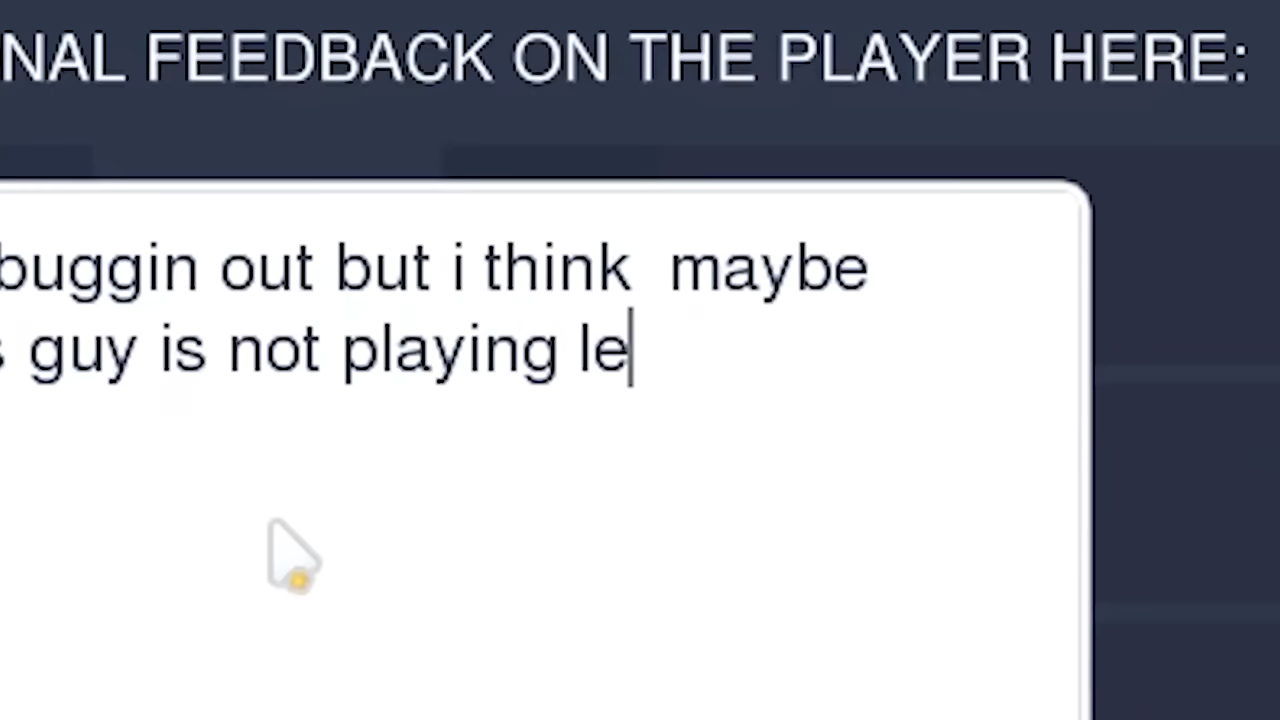 NAL FEEDBACK ON THE PLAYER HERE:
buggin out but i think  maybe
s guy is not playing le